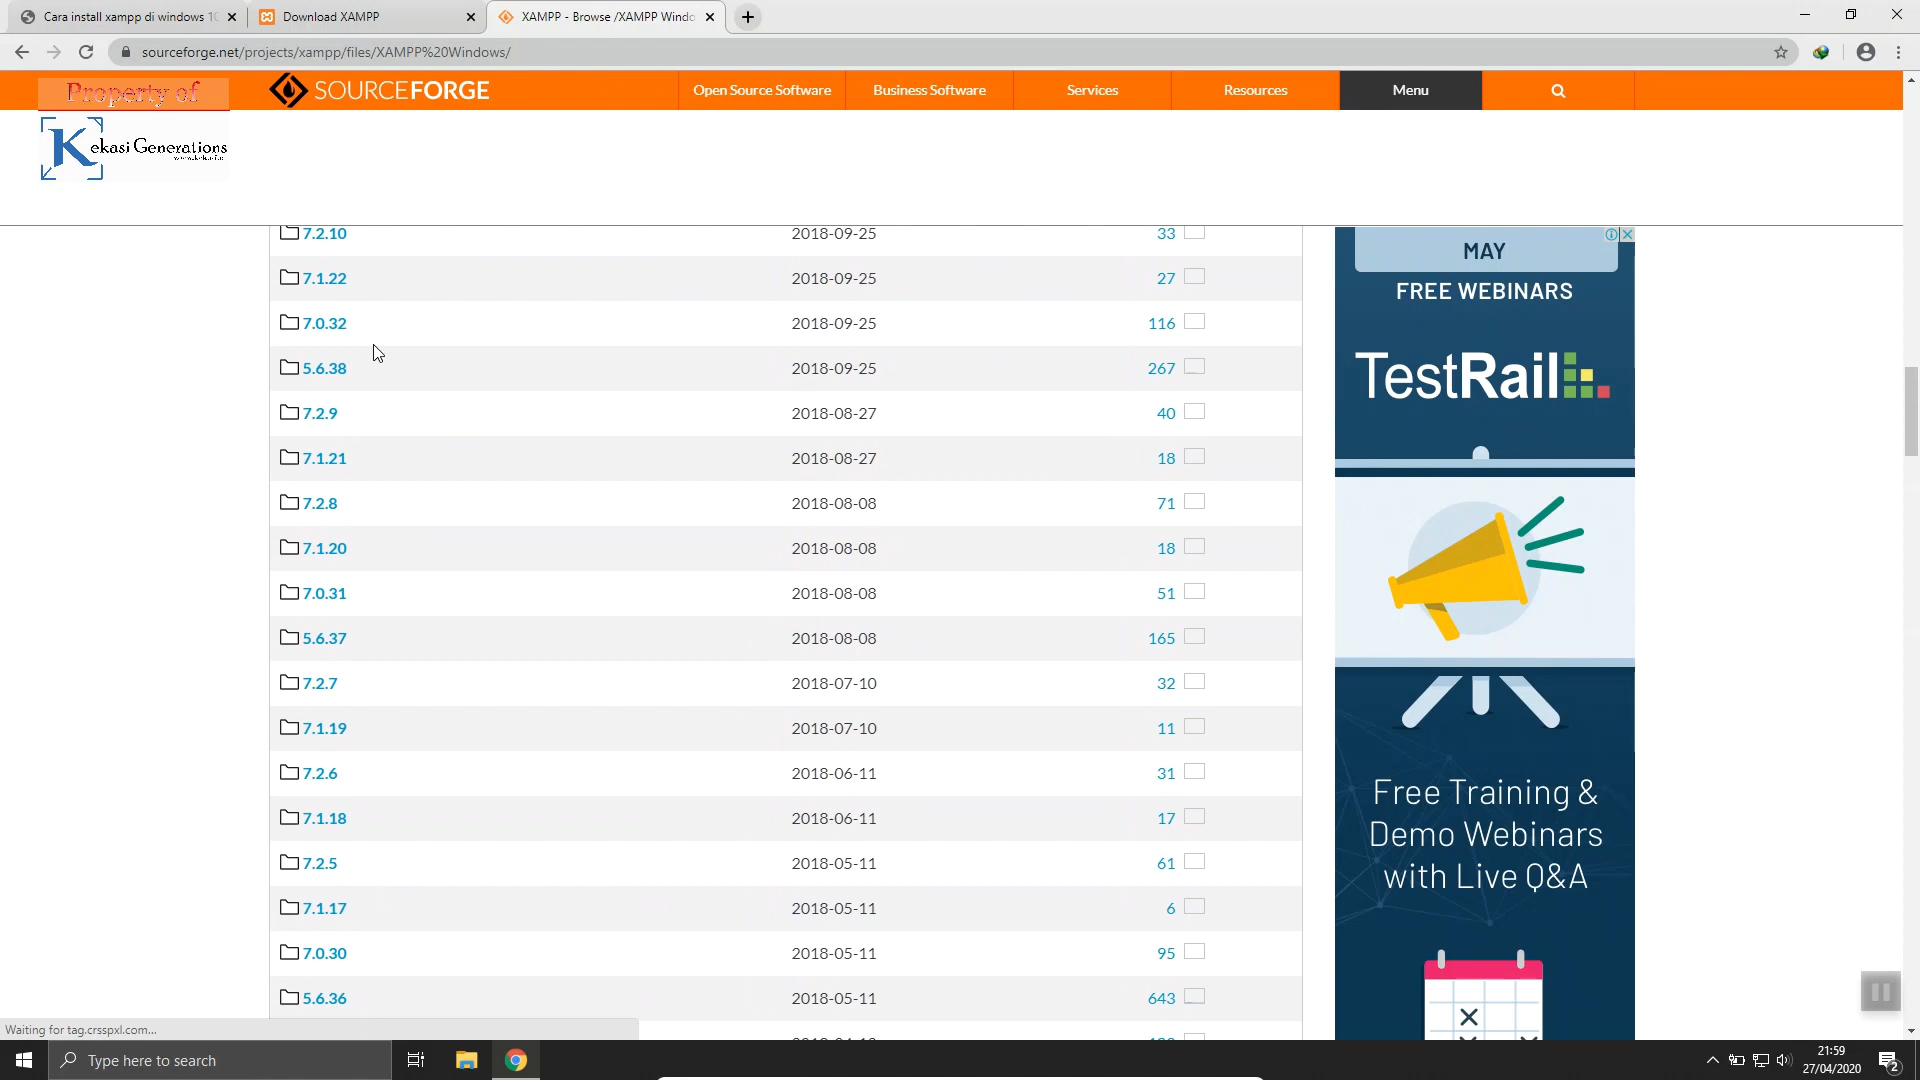 Cara install xampp di windows 10
Download XAMPP
XAMPP - Browse /XAMPP Windo
sourceforge.net/projects/xampp/files/XAMPP%20Windows/
Property of
Kekasi Generations
SOURCEFORGE
Open Source Software
Business Software
Services
Resources
Menu
7.2.10 2018-09-25 33
7.1.22 2018-09-25 27
7.0.32 2018-09-25 116
5.6.38 2018-09-25 267
7.2.9 2018-08-27 40
7.1.21 2018-08-27 18
7.2.8 2018-08-08 71
7.1.20 2018-08-08 18
7.0.31 2018-08-08 51
5.6.37 2018-08-08 165
7.2.7 2018-07-10 32
7.1.19 2018-07-10 11
7.2.6 2018-06-11 31
7.1.18 2018-06-11 17
7.2.5 2018-05-11 61
7.1.17 2018-05-11 6
7.0.30 2018-05-11 95
5.6.36 2018-05-11 643
MAY
FREE WEBINARS
TestRail
Free Training &
Demo Webinars
with Live Q&A
Waiting for tag.crsspxl.com...
Type here to search
21:59
27/04/2020
2